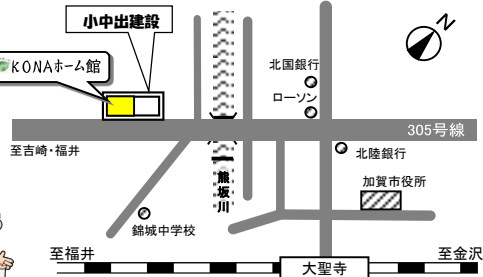 小中出建設
N
KONAホーム館
北国銀行
ローソン
305号線
至吉崎・福井
北陸銀行
熊坂川
加賀市役所
錦城中学校
至福井
至金沢
大聖寺